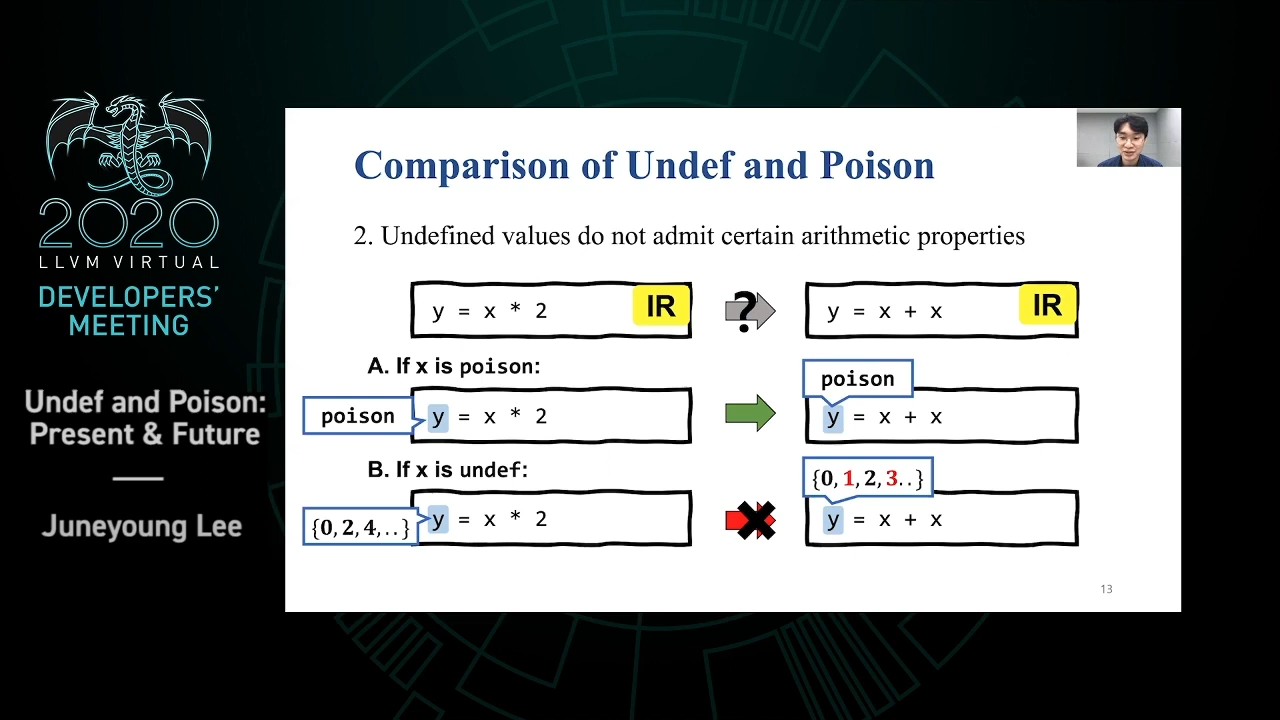 2020
LLVM VIRTUAL
DEVELOPERS'
MEETING
Undef and Poison:
Present & Future
Juneyoung Lee
Comparison of Undef and Poison
2. Undefined values do not admit certain arithmetic properties
y = x * 2
IR
?
y = x + x
IR
A. If x is poison:
poison
y = x * 2
poison
y = x + x
B. If x is undef:
{0, 2, 4, ..}
y = x * 2
{0, 1, 2, 3..}
y = x + x
13